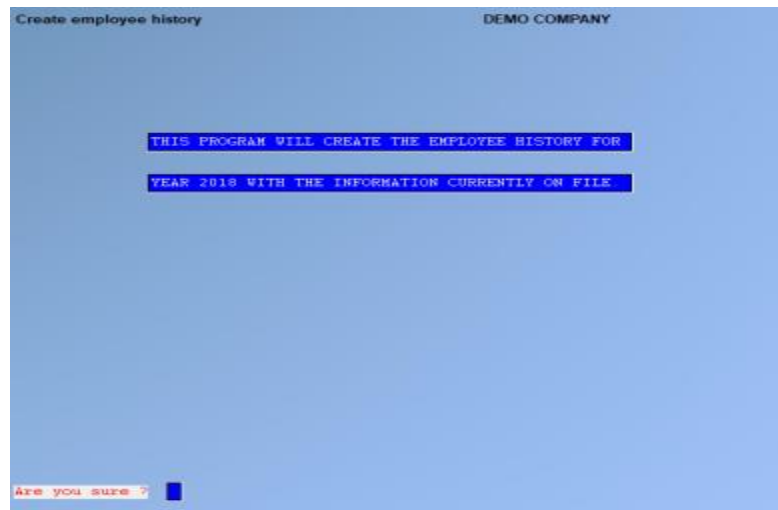 Create employee history DEMO COMPANY
THIS PROGRAM WILL CREATE THE EMPLOYEE HISTORY FOR
YEAR 2018 WITH THE INFORMATION CURRENTLY ON FILE.
Are you sure ?